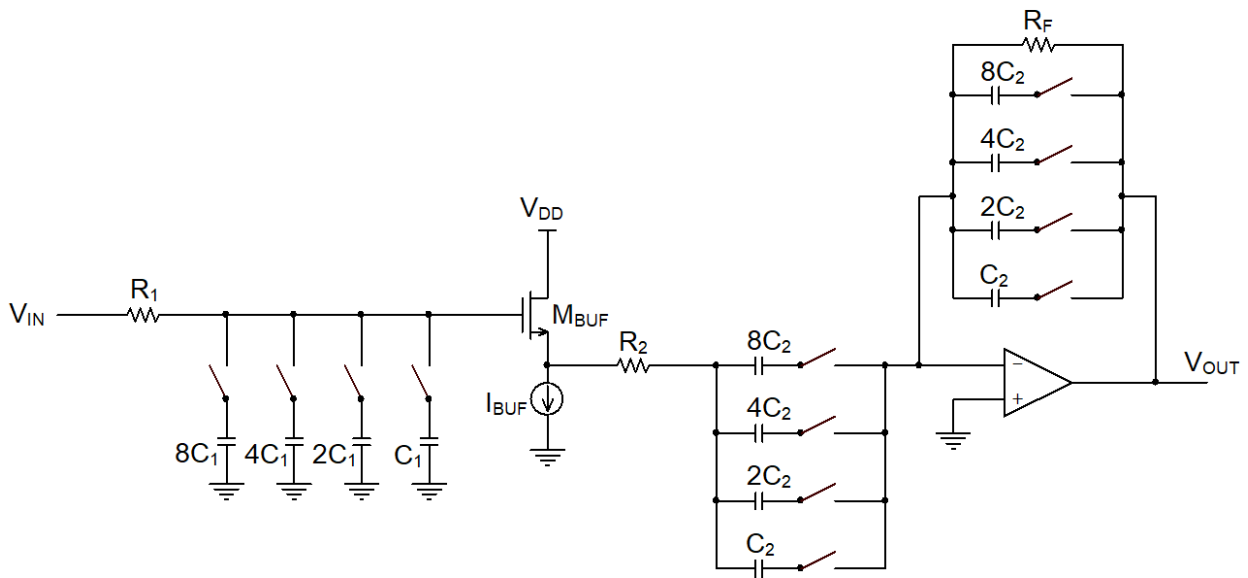 R_F
8C_2
4C_2
2C_2
C_2
V_DD
R_1
V_IN
M_BUF
R_2
8C_2
V_OUT
−
+
I_BUF
4C_2
8C_1 4C_1 2C_1 C_1
2C_2
C_2